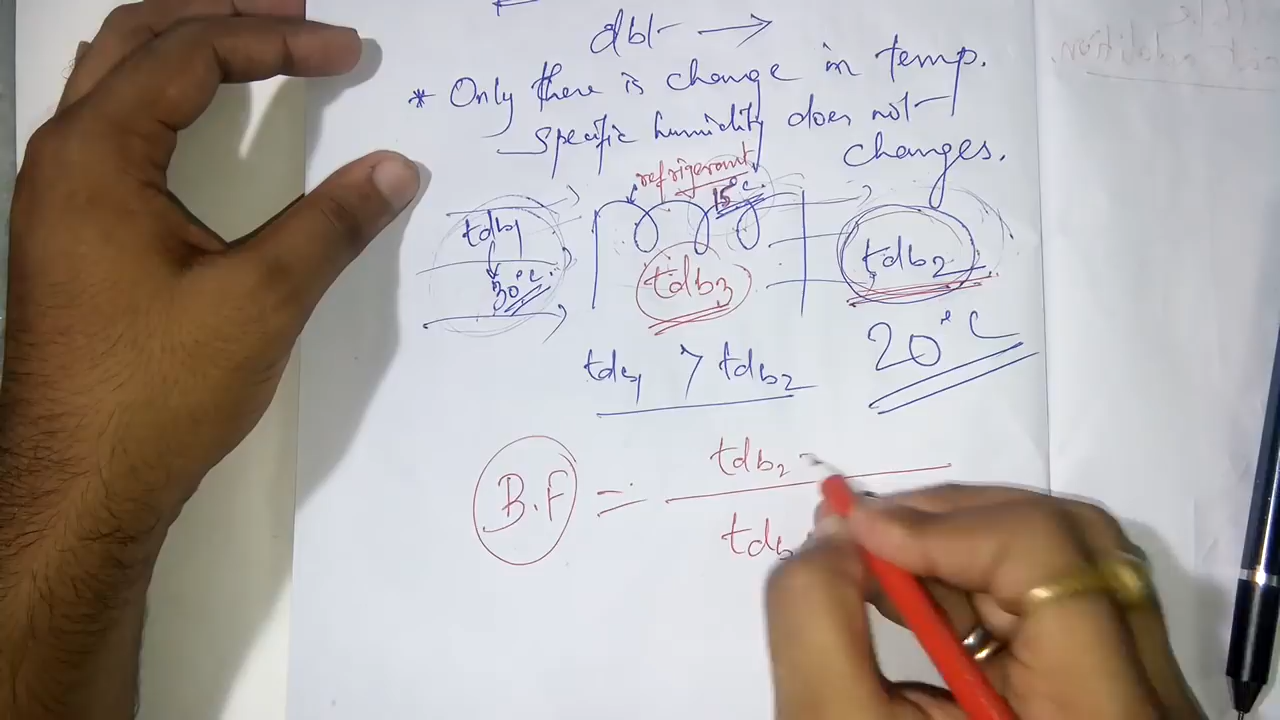 dbt →
* Only there is change in temp.
specific humidity does not
changes.
refrigerant
15°C.
tdb1
30°C.
tdb3
tdb2
20°C
tdb1 > tdb2
B.F = tdb2 -
tdb